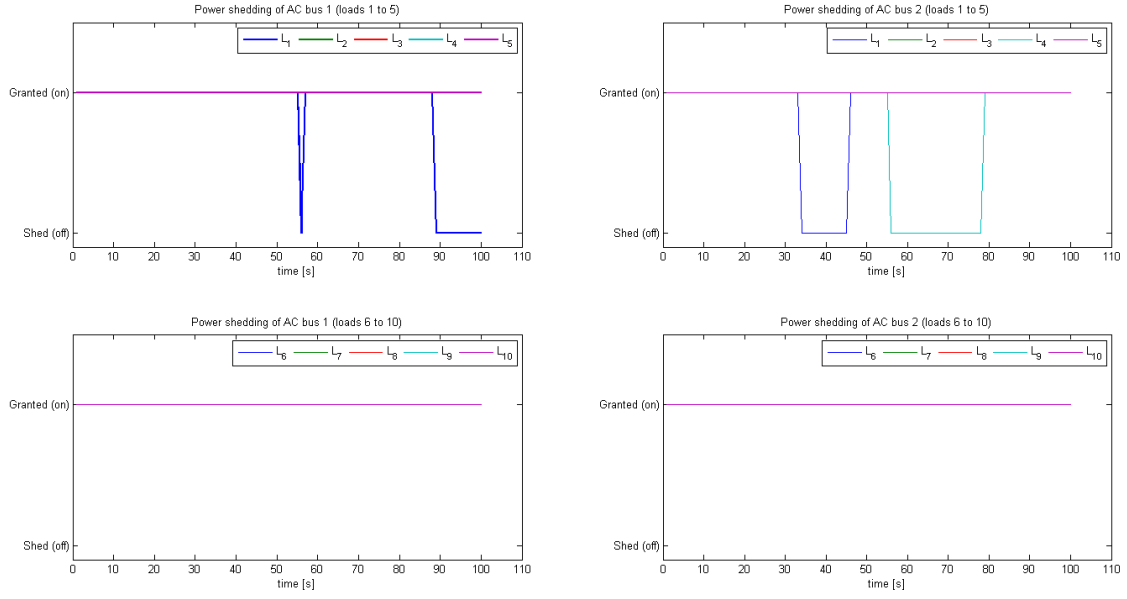 Power shedding of AC bus 1 (loads 1 to 5)
L1 L2 L3 L4 L5
Granted (on)
Shed (off)
0 10 20 30 40 50 60 70 80 90 100 110
time [s]
Power shedding of AC bus 2 (loads 1 to 5)
L1 L2 L3 L4 L5
Granted (on)
Shed (off)
0 10 20 30 40 50 60 70 80 90 100 110
time [s]
Power shedding of AC bus 1 (loads 6 to 10)
L6 L7 L8 L9 L10
Granted (on)
Shed (off)
0 10 20 30 40 50 60 70 80 90 100 110
time [s]
Power shedding of AC bus 2 (loads 6 to 10)
L6 L7 L8 L9 L10
Granted (on)
Shed (off)
0 10 20 30 40 50 60 70 80 90 100 110
time [s]